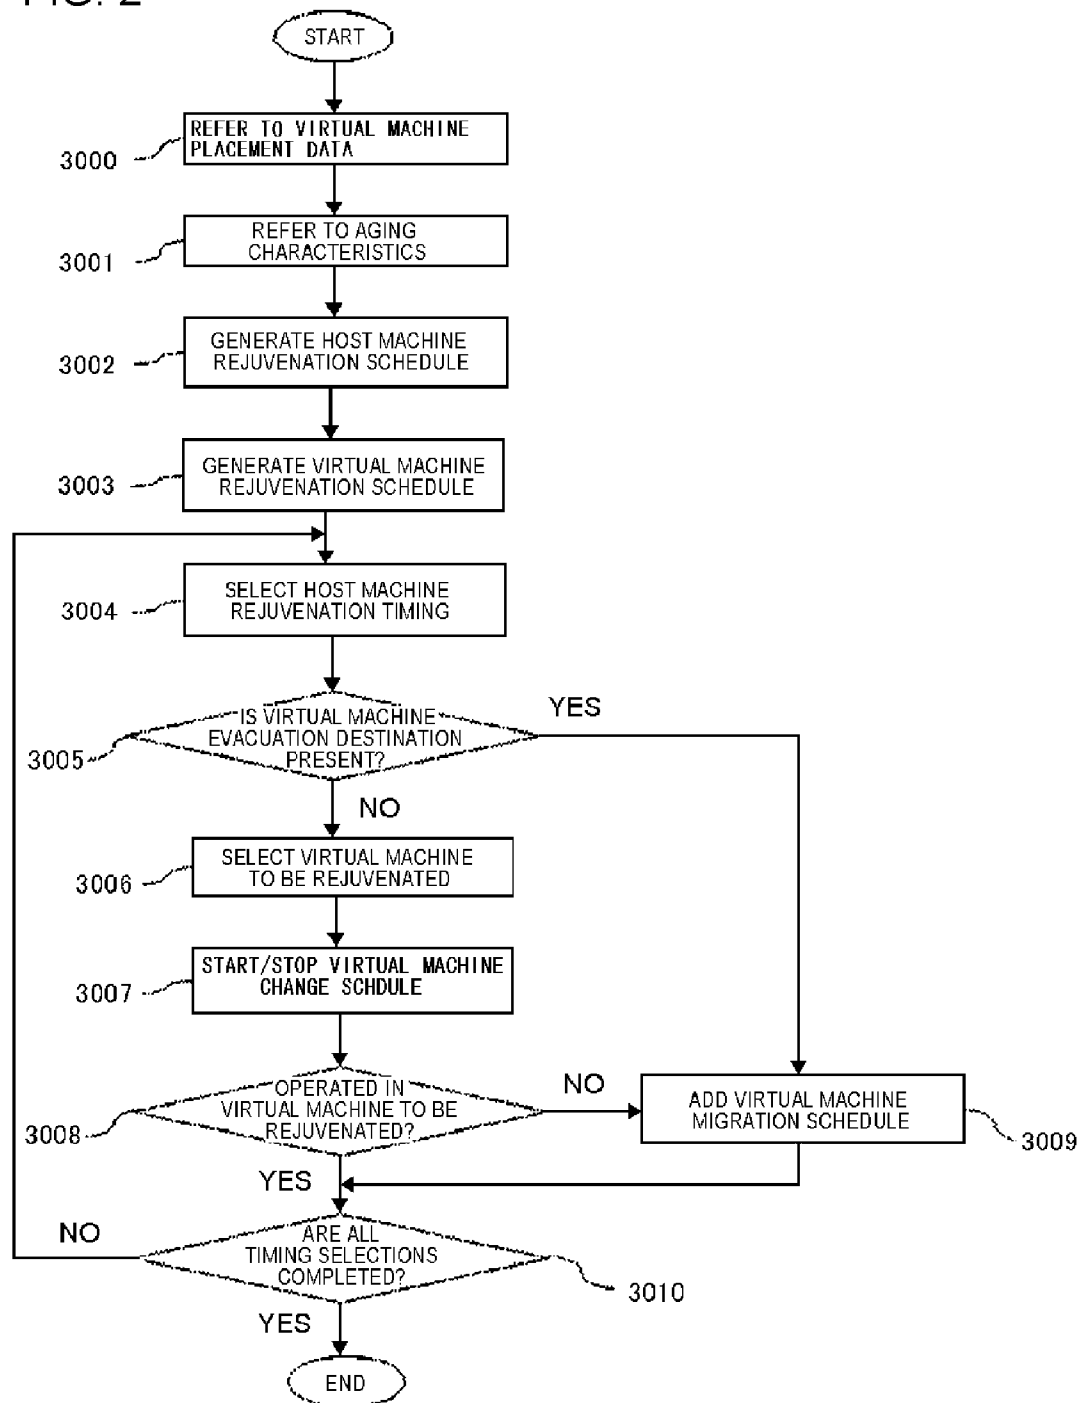 FIG. 2
START
REFER TO VIRTUAL MACHINE
PLACEMENT DATA
3000
REFER TO AGING
CHARACTERISTICS
3001
GENERATE HOST MACHINE
REJUVENATION SCHEDULE
3002
GENERATE VIRTUAL MACHINE
REJUVENATION SCHEDULE
3003
SELECT HOST MACHINE
REJUVENATION TIMING
3004
IS VIRTUAL MACHINE
EVACUATION DESTINATION
PRESENT?
YES
3005
NO
SELECT VIRTUAL MACHINE
TO BE REJUVENATED
3006
START/STOP VIRTUAL MACHINE
CHANGE SCHDULE
3007
OPERATED IN
VIRTUAL MACHINE TO BE
REJUVENATED?
NO
3008
ADD VIRTUAL MACHINE
MIGRATION SCHEDULE
3009
YES
NO
ARE ALL
TIMING SELECTIONS
COMPLETED?
3010
YES
END